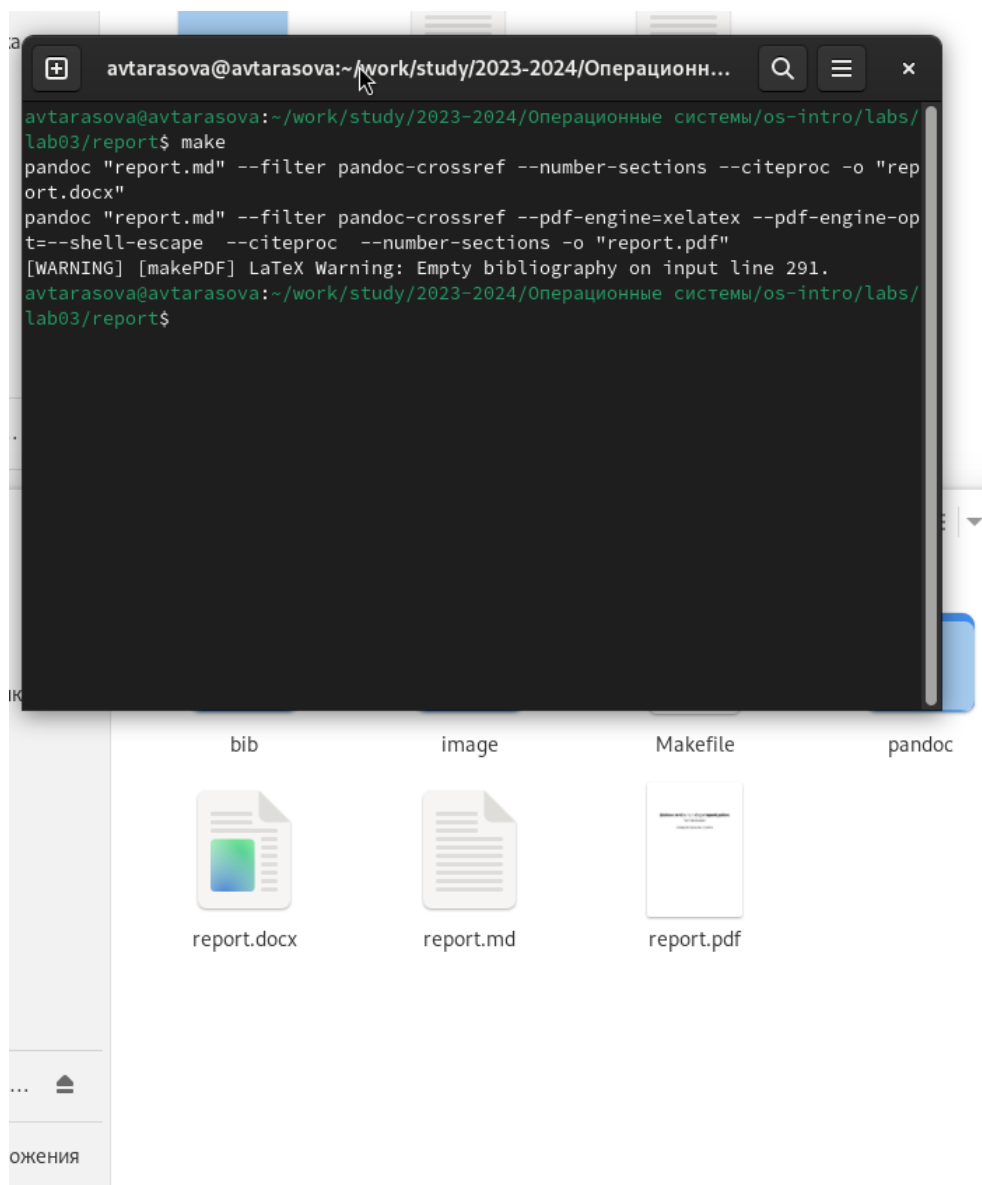 ка
avtarasova@avtarasova:~/work/study/2023-2024/Операционн...
avtarasova@avtarasova:~/work/study/2023-2024/Операционные системы/os-intro/labs/
lab03/report$ make
pandoc "report.md" --filter pandoc-crossref --number-sections --citeproc -o "rep
ort.docx"
pandoc "report.md" --filter pandoc-crossref --pdf-engine=xelatex --pdf-engine-op
t=--shell-escape  --citeproc  --number-sections -o "report.pdf"
[WARNING] [makePDF] LaTeX Warning: Empty bibliography on input line 291.
avtarasova@avtarasova:~/work/study/2023-2024/Операционные системы/os-intro/labs/
lab03/report$
bib image Makefile pandoc
report.docx report.md report.pdf
...
ожения